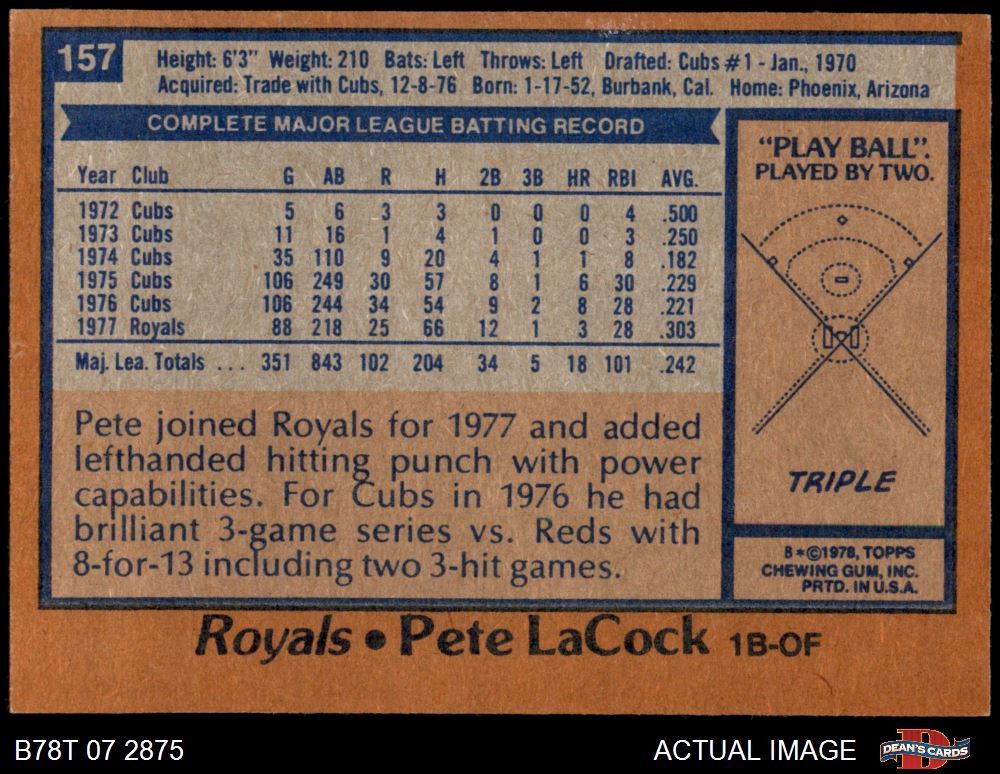 157
Height: 6'3" Weight: 210 Bats: Left Throws: Left Drafted: Cubs #1 - Jan., 1970
Acquired: Trade with Cubs, 12-8-76 Born: 1-17-52, Burbank, Cal. Home: Phoenix, Arizona
COMPLETE MAJOR LEAGUE BATTING RECORD
Year Club G AB R H 2B 3B HR RBI AVG.
1972 Cubs 5 6 3 3 0 0 0 4 .500
1973 Cubs 11 16 1 4 1 0 0 3 .250
1974 Cubs 35 110 9 20 4 1 1 8 .182
1975 Cubs 106 249 30 57 8 1 6 30 .229
1976 Cubs 106 244 34 54 9 2 8 28 .221
1977 Royals 88 218 25 66 12 1 3 28 .303
Maj. Lea. Totals . . . 351 843 102 204 34 5 18 101 .242
Pete joined Royals for 1977 and added
lefthanded hitting punch with power
capabilities. For Cubs in 1976 he had
brilliant 3-game series vs. Reds with
8-for-13 including two 3-hit games.
"PLAY BALL".
PLAYED BY TWO.
TRIPLE
B*©1978, TOPPS
CHEWING GUM, INC.
PRTD. IN U.S.A.
Royals • Pete LaCock 1B-OF
B78T 07 2875
ACTUAL IMAGE
B
DEAN'S CARDS